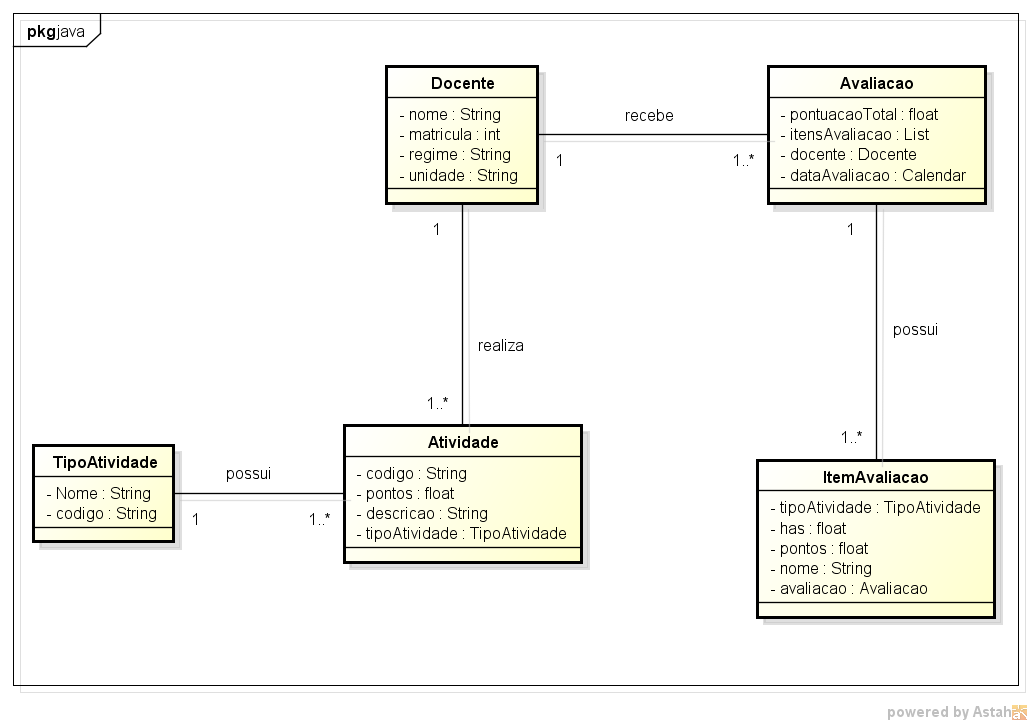 pkg java
Docente
- nome : String
- matricula : int
- regime : String
- unidade : String
recebe
1
1..*
Avaliacao
- pontuacaoTotal : float
- itensAvaliacao : List
- docente : Docente
- dataAvaliacao : Calendar
1
realiza
1..*
1
possui
1..*
TipoAtividade
- Nome : String
- codigo : String
possui
1
1..*
Atividade
- codigo : String
- pontos : float
- descricao : String
- tipoAtividade : TipoAtividade
ItemAvaliacao
- tipoAtividade : TipoAtividade
- has : float
- pontos : float
- nome : String
- avaliacao : Avaliacao
powered by Astah